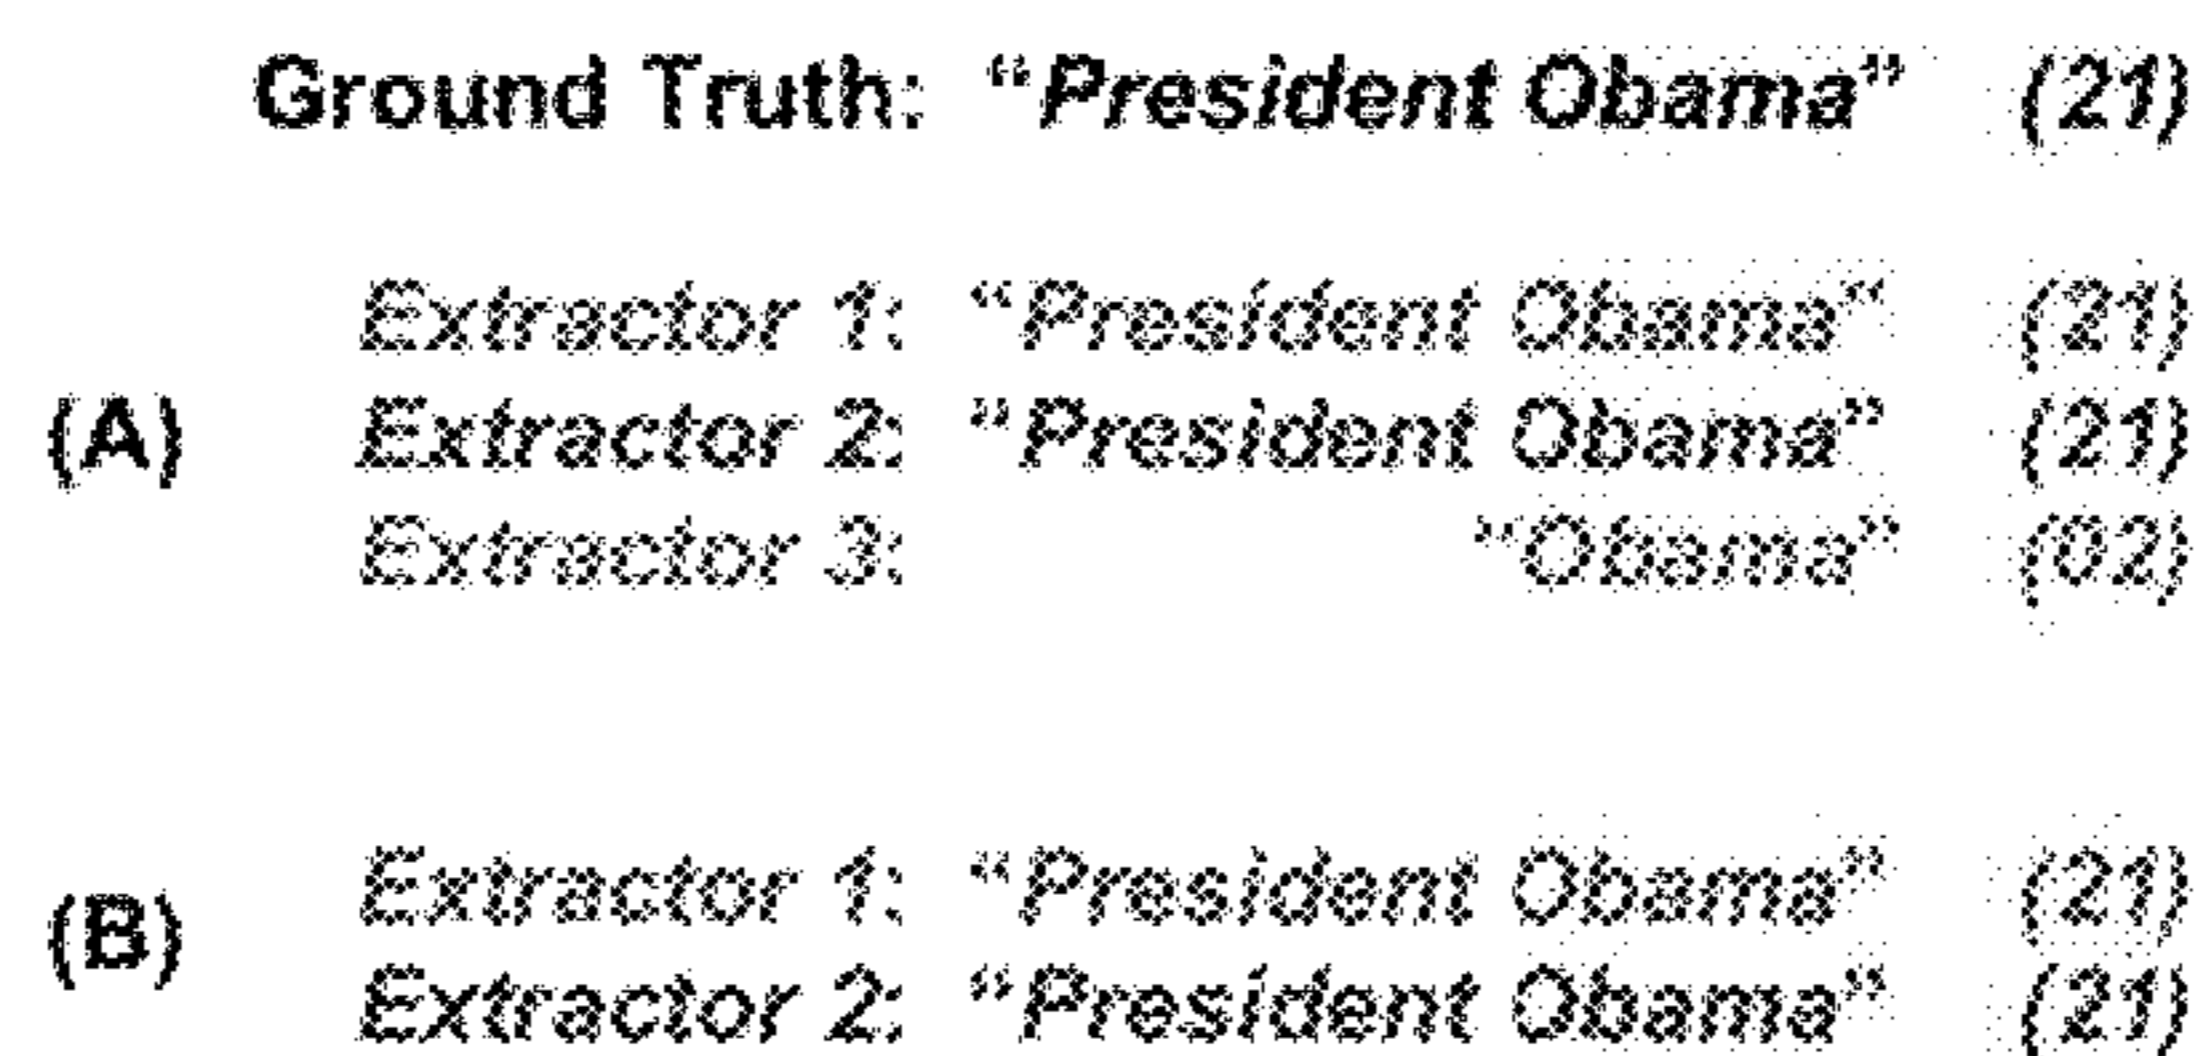 Ground Truth: “President Obama” (21)
Extractor 1: “President Obama“ (21)
(A) Extractor 2: ”President Obama” (21)
Extractor 3: ”Obama” (02)
(B) Extractor 1: “President Obama” (21)
Extractor 2: “President Obama” (21)